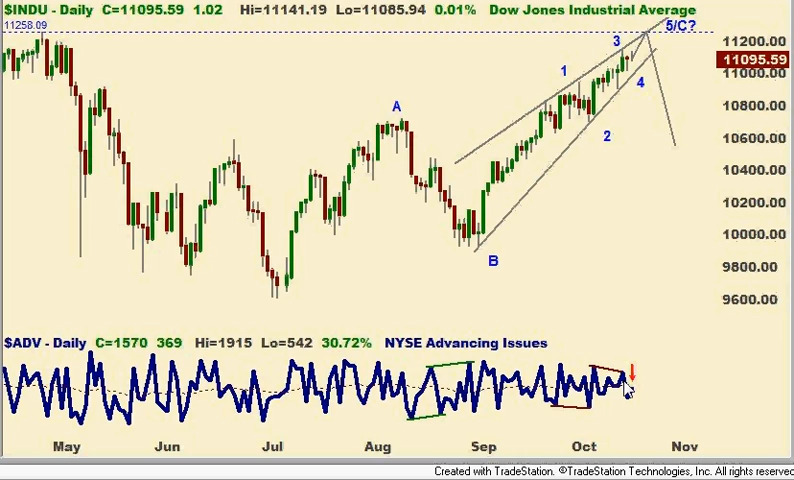 $INDU - Daily C=11095.59 1.02 Hi=11141.19 Lo=11085.94 0.01% Dow Jones Industrial Average
11258.09
5/C?
3
11200.00
11095.59
1
11000.00
4
A
10800.00
2
10600.00
10400.00
10200.00
10000.00
B
9800.00
9600.00
$ADV - Daily C=1570 369 Hi=1915 Lo=542 30.72% NYSE Advancing Issues
May Jun Jul Aug Sep Oct Nov
Created with TradeStation. ©TradeStation Technologies, Inc. All rights reserved